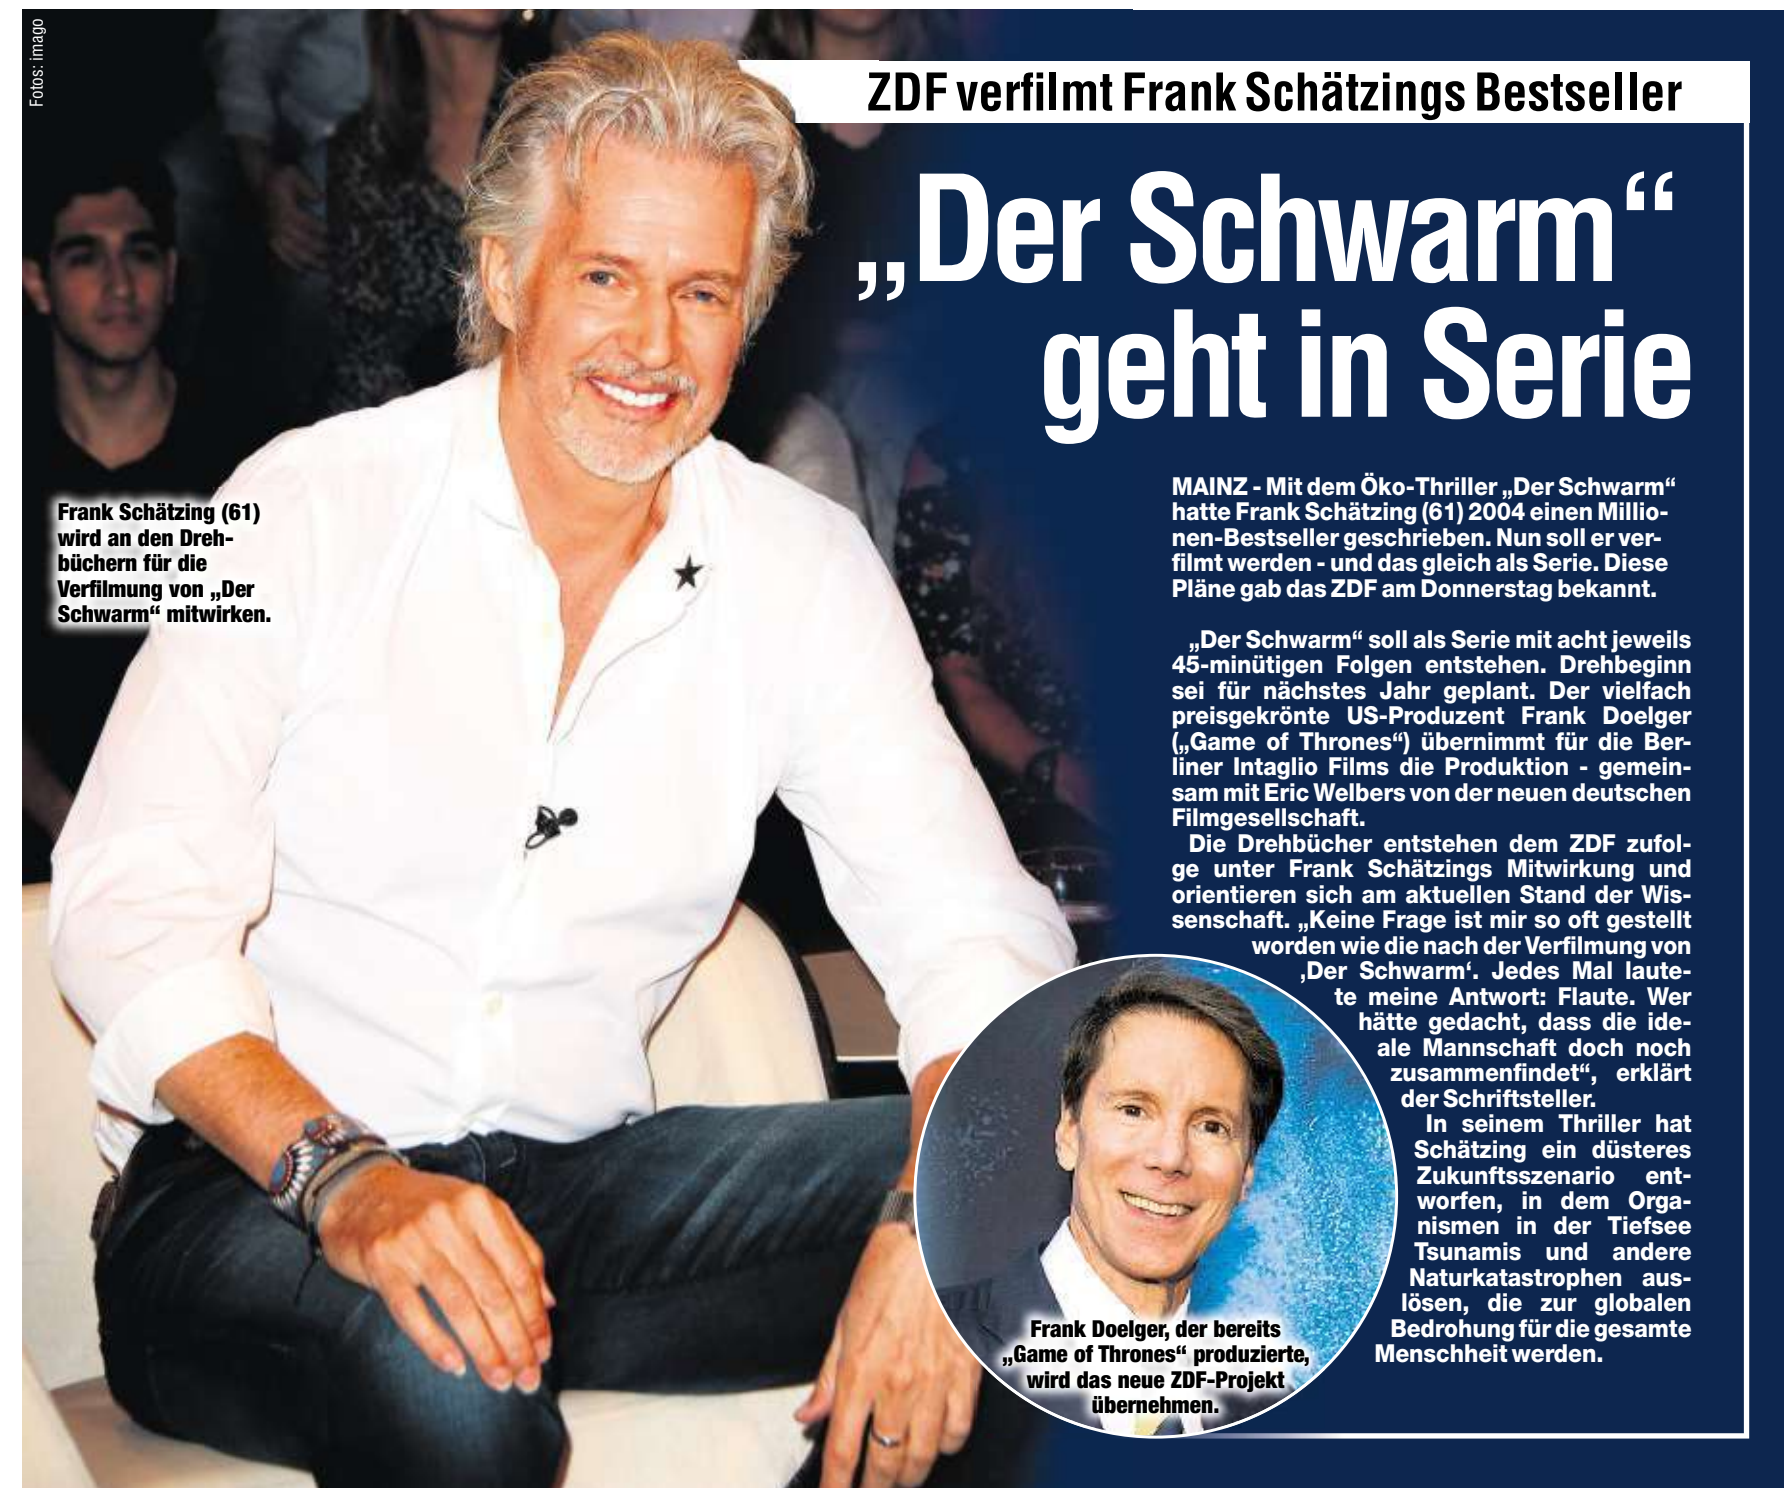 Fotos: imago
ZDF verfilmt Frank Schätzings Bestseller
„Der Schwarm“
geht in Serie
Frank Schätzing (61)
wird an den Dreh-
büchern für die
Verfilmung von „Der
Schwarm“ mitwirken.
MAINZ - Mit dem Öko-Thriller „Der Schwarm“
hatte Frank Schätzing (61) 2004 einen Millio-
nen-Bestseller geschrieben. Nun soll er ver-
filmt werden - und das gleich als Serie. Diese
Pläne gab das ZDF am Donnerstag bekannt.
„Der Schwarm“ soll als Serie mit acht jeweils
45-minütigen Folgen entstehen. Drehbeginn
sei für nächstes Jahr geplant. Der vielfach
preisgekrönte US-Produzent Frank Doelger
(„Game of Thrones“) übernimmt für die Ber-
liner Intaglio Films die Produktion - gemein-
sam mit Eric Welbers von der neuen deutschen
Filmgesellschaft.
Die Drehbücher entstehen dem ZDF zufol-
ge unter Frank Schätzings Mitwirkung und
orientieren sich am aktuellen Stand der Wis-
senschaft. „Keine Frage ist mir so oft gestellt
worden wie die nach der Verfilmung von
‚Der Schwarm‘. Jedes Mal laute-
te meine Antwort: Flaute. Wer
hätte gedacht, dass die ide-
ale Mannschaft doch noch
zusammenfindet“, erklärt
der Schriftsteller.
In seinem Thriller hat
Schätzing ein düsteres
Zukunftsszenario ent-
worfen, in dem Orga-
nismen in der Tiefsee
Tsunamis und andere
Naturkatastrophen aus-
lösen, die zur globalen
Bedrohung für die gesamte
Menschheit werden.
Frank Doelger, der bereits
„Game of Thrones“ produzierte,
wird das neue ZDF-Projekt
übernehmen.